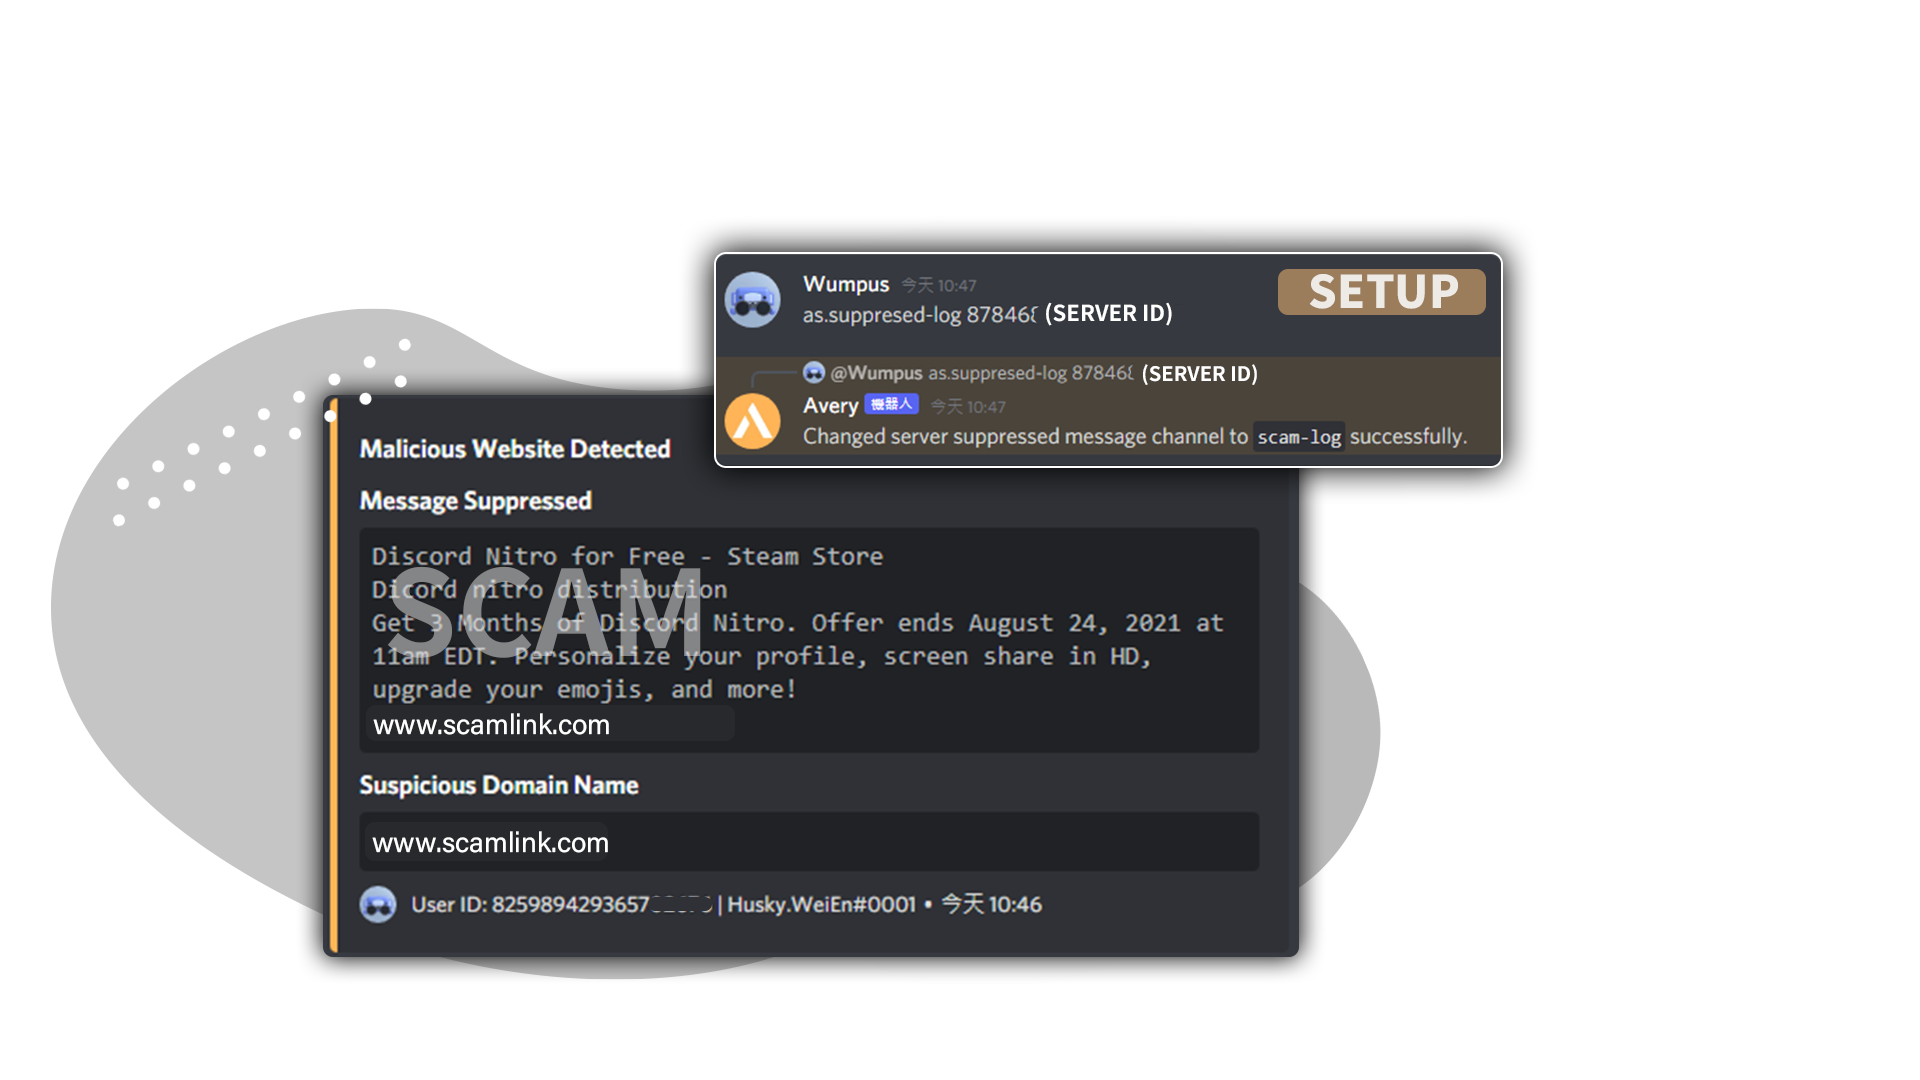 Wumpus 今天 10:47
SETUP
as.suppresed-log 87846 (SERVER ID)
@Wumpus as.suppresed-log 87846 (SERVER ID)
Avery 機器人 今天 10:47
Changed server suppressed message channel to scam-log successfully.
Malicious Website Detected
Message Suppressed
Discord Nitro for Free - Steam Store
Dicord nitro distribution
Get 3 Months of Discord Nitro. Offer ends August 24, 2021 at
11am EDT. Personalize your profile, screen share in HD,
upgrade your emojis, and more!
SCAM
www.scamlink.com
Suspicious Domain Name
www.scamlink.com
User ID: 8259894293657 | Husky.WeiEn#0001 • 今天 10:46